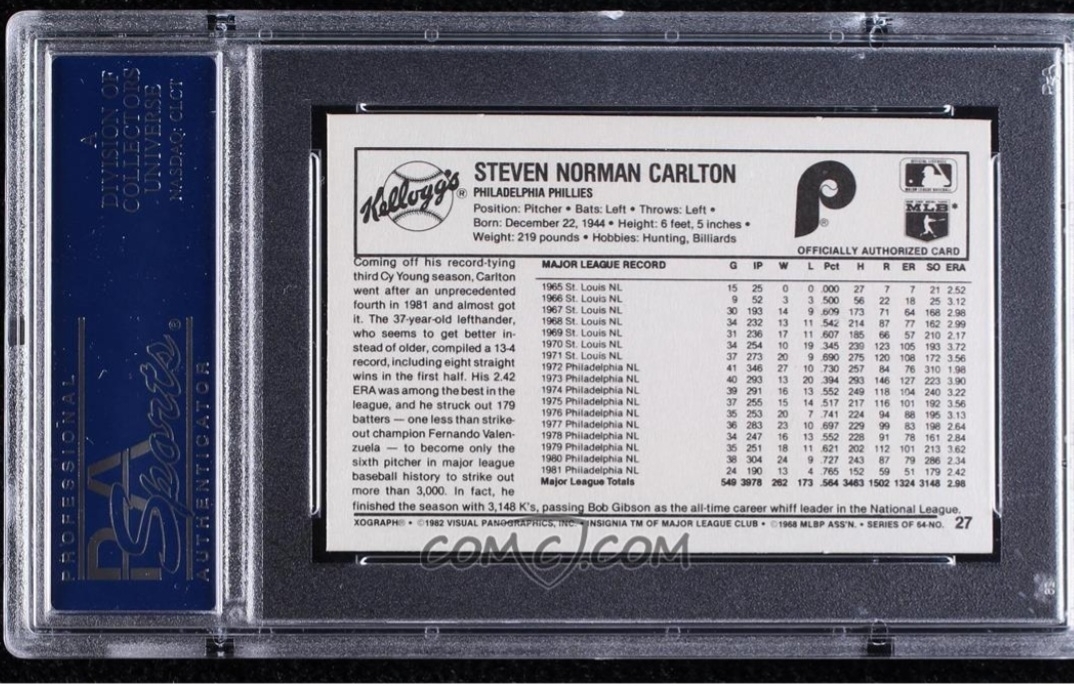 A
DIVISION OF
COLLECTORS
UNIVERSE
NASDAQ: CLCT
PROFESSIONAL
PSA
Sports®
AUTHENTICATOR
Kellogg's®
STEVEN NORMAN CARLTON
PHILADELPHIA PHILLIES
Position: Pitcher • Bats: Left • Throws: Left •
Born: December 22, 1944 • Height: 6 feet, 5 inches •
Weight: 219 pounds • Hobbies: Hunting, Billiards
P®
MLB®
OFFICIALLY AUTHORIZED CARD
Coming off his record-tying
third Cy Young season, Carlton
went after an unprecedented
fourth in 1981 and almost got
it. The 37-year-old lefthander,
who seems to get better in-
stead of older, compiled a 13-4
record, including eight straight
wins in the first half. His 2.42
ERA was among the best in the
league, and he struck out 179
batters — one less than strike-
out champion Fernando Valen-
zuela — to become only the
sixth pitcher in major league
baseball history to strike out
more than 3,000. In fact, he
finished the season with 3,148 K's, passing Bob Gibson as the all-time career whiff leader in the National League.
MAJOR LEAGUE RECORD G IP W L Pct H R ER SO ERA
1965 St. Louis NL 15 25 0 0 .000 27 7 7 21 2.52
1966 St. Louis NL 9 52 3 3 .500 56 22 18 25 3.12
1967 St. Louis NL 30 193 14 9 .609 173 71 64 168 2.98
1968 St. Louis NL 34 232 13 11 .542 214 87 77 162 2.99
1969 St. Louis NL 31 236 17 11 .607 185 66 57 210 2.17
1970 St. Louis NL 34 254 10 19 .345 239 123 105 193 3.72
1971 St. Louis NL 37 273 20 9 .690 275 120 108 172 3.56
1972 Philadelphia NL 41 346 27 10 .730 257 84 76 310 1.98
1973 Philadelphia NL 40 293 13 20 .394 293 146 127 223 3.90
1974 Philadelphia NL 39 291 16 13 .552 249 118 104 240 3.22
1975 Philadelphia NL 37 255 15 14 .517 217 116 101 192 3.56
1976 Philadelphia NL 35 253 20 7 .741 224 94 88 195 3.13
1977 Philadelphia NL 36 283 23 10 .697 229 99 83 198 2.64
1978 Philadelphia NL 34 247 16 13 .552 228 91 78 161 2.84
1979 Philadelphia NL 35 251 18 11 .621 202 112 101 213 3.62
1980 Philadelphia NL 38 304 24 9 .727 243 87 79 286 2.34
1981 Philadelphia NL 24 190 13 4 .765 152 59 51 179 2.42
Major League Totals 549 3978 262 173 .564 3463 1502 1324 3148 2.98
XOGRAPH® • ©1982 VISUAL PANOGRAPHICS, INC. • INSIGNIA TM OF MAJOR LEAGUE CLUB • ©1968 MLBP ASS'N. • SERIES OF 64-NO. 27
COMC.COM